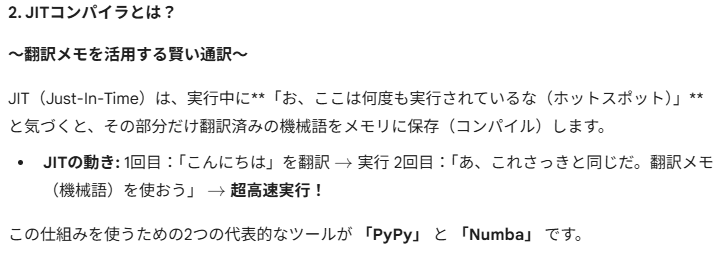 2. JITコンパイラとは？
〜翻訳メモを活用する賢い通訳〜
JIT（Just-In-Time）は、実行中に**「お、ここは何度も実行されているな（ホットスポット）」**
と気づくと、その部分だけ翻訳済みの機械語をメモリに保存（コンパイル）します。
• JITの動き: 1回目：「こんにちは」を翻訳 → 実行 2回目：「あ、これさっきと同じだ。翻訳メモ
（機械語）を使おう」 → 超高速実行！
この仕組みを使うための2つの代表的なツールが 「PyPy」 と 「Numba」 です。